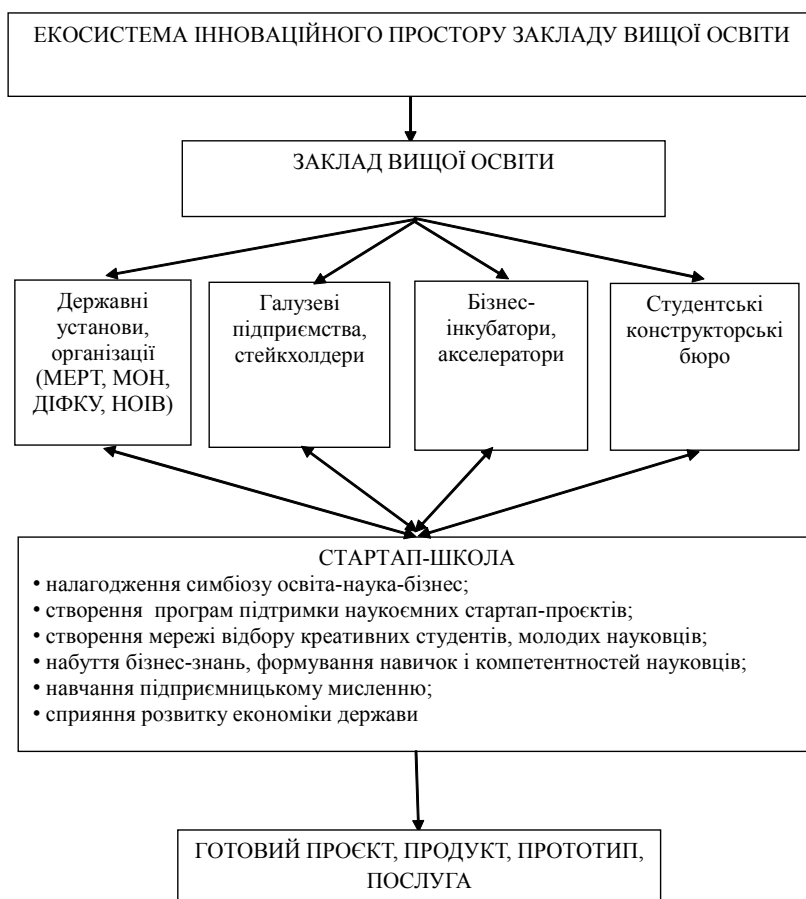 ЕКОСИСТЕМА ІННОВАЦІЙНОГО ПРОСТОРУ ЗАКЛАДУ ВИЩОЇ ОСВІТИ
ЗАКЛАД ВИЩОЇ ОСВІТИ
Державні
установи,
організації
(МЕРТ, МОН,
ДІФКУ, НОІВ)
Галузеві
підприємства,
стейкхолдери
Бізнес-
інкубатори,
акселератори
Студентські
конструкторські
бюро
СТАРТАП-ШКОЛА
• налагодження симбіозу освіта-наука-бізнес;
• створення програм підтримки наукоємних стартап-проєктів;
• створення мережі відбору креативних студентів, молодих науковців;
• набуття бізнес-знань, формування навичок і компетентностей науковців;
• навчання підприємницькому мисленню;
• сприяння розвитку економіки держави
ГОТОВИЙ ПРОЄКТ, ПРОДУКТ, ПРОТОТИП,
ПОСЛУГА